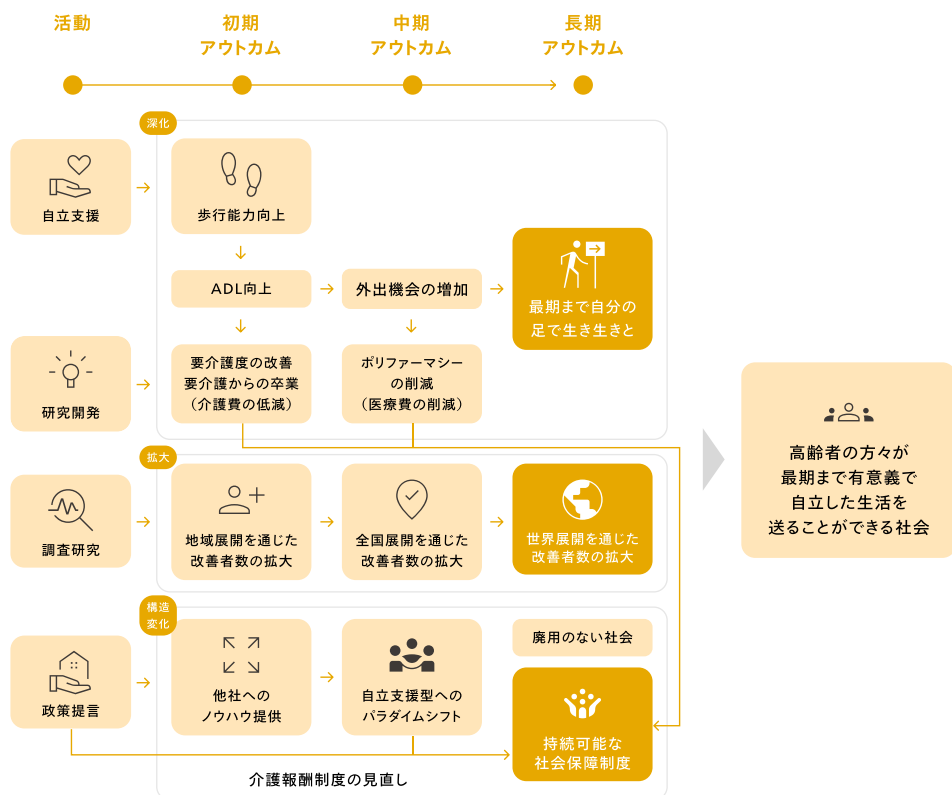 活動
初期
アウトカム
中期
アウトカム
長期
アウトカム
深化
自立支援
歩行能力向上
ADL向上
外出機会の増加
最期まで自分の
足で生き生きと
研究開発
要介護度の改善
要介護からの卒業
（介護費の低減）
ポリファーマシー
の削減
（医療費の削減）
拡大
調査研究
地域展開を通じた
改善者数の拡大
全国展開を通じた
改善者数の拡大
世界展開を通じた
改善者数の拡大
構造
変化
政策提言
他社への
ノウハウ提供
自立支援型への
パラダイムシフト
廃用のない社会
持続可能な
社会保障制度
介護報酬制度の見直し
高齢者の方々が
最期まで有意義で
自立した生活を
送ることができる社会